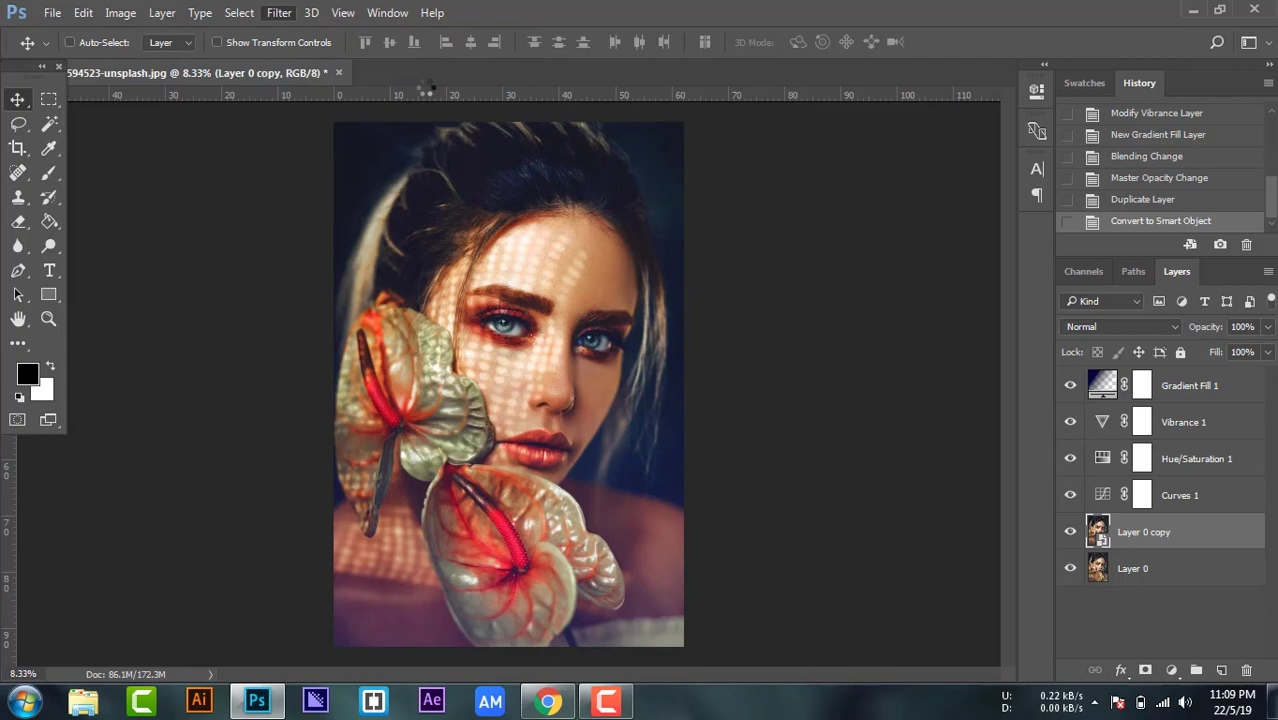 Ps File Edit Image Layer Type Select Filter 3D View Window Help
Auto-Select: Layer Show Transform Controls 3D Mode:
594523-unsplash.jpg @ 8.33% (Layer 0 copy, RGB/8) * ×
40 30 20 10 0 10 20 30 40 50 60 70 80 90 100 110
Swatches History
Modify Vibrance Layer
New Gradient Fill Layer
Blending Change
Master Opacity Change
Duplicate Layer
Convert to Smart Object
Channels Paths Layers
Kind
Normal Opacity: 100%
Lock: Fill: 100%
Gradient Fill 1
Vibrance 1
Hue/Saturation 1
Curves 1
Layer 0 copy
Layer 0
60
70
80
90
8.33% Doc: 86.1M/172.3M
fx
Ai Ps Ae AM
U: 0.22 kB/s
D: 0.00 kB/s
11:09 PM
22/5/19